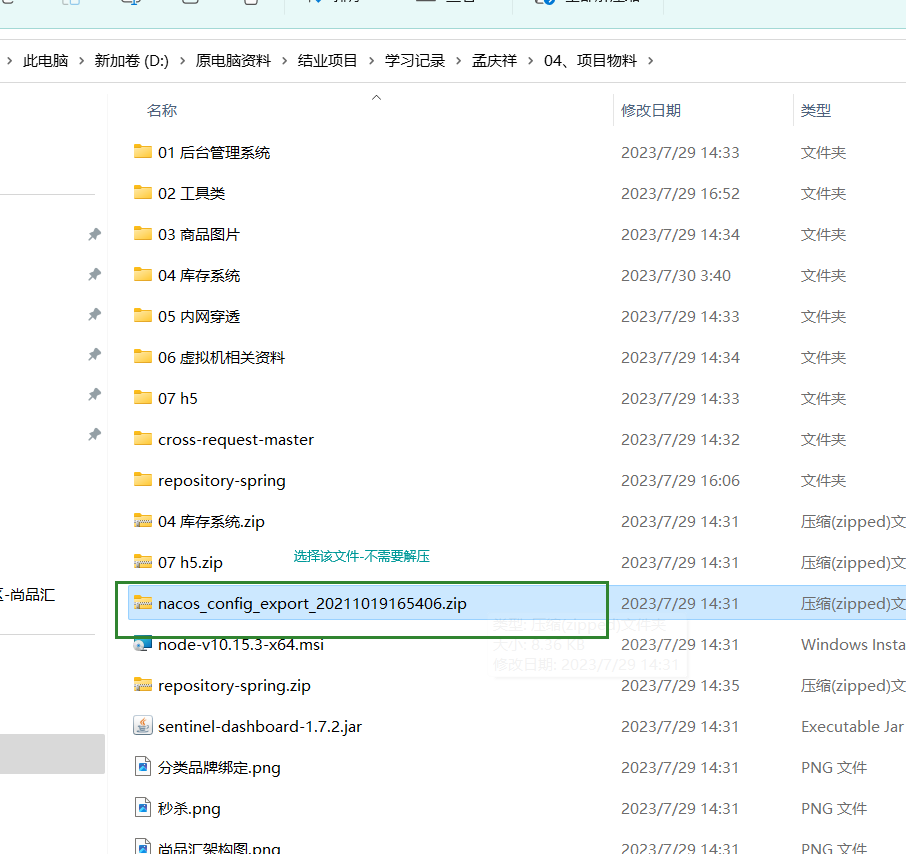 此电脑 › 新加卷 (D:) › 原电脑资料 › 结业项目 › 学习记录 › 孟庆祥 › 04、项目物料 ›
名称 修改日期 类型
01 后台管理系统 2023/7/29 14:33 文件夹
02 工具类 2023/7/29 16:52 文件夹
03 商品图片 2023/7/29 14:34 文件夹
04 库存系统 2023/7/30 3:40 文件夹
05 内网穿透 2023/7/29 14:33 文件夹
06 虚拟机相关资料 2023/7/29 14:34 文件夹
07 h5 2023/7/29 14:33 文件夹
cross-request-master 2023/7/29 14:32 文件夹
repository-spring 2023/7/29 16:06 文件夹
04 库存系统.zip 2023/7/29 14:31 压缩(zipped)文
选择该文件-不需要解压
07 h5.zip 2023/7/29 14:31 压缩(zipped)文
-尚品汇
nacos_config_export_20211019165406.zip 2023/7/29 14:31 压缩(zipped)文
类型: 压缩(zipped)文件夹
大小: 8.36 KB
修改日期: 2023/7/29 14:31
node-v10.15.3-x64.msi 2023/7/29 14:31 Windows Insta
repository-spring.zip 2023/7/29 14:35 压缩(zipped)文
sentinel-dashboard-1.7.2.jar 2023/7/29 14:31 Executable Jar
分类品牌绑定.png 2023/7/29 14:31 PNG 文件
秒杀.png 2023/7/29 14:31 PNG 文件
尚品汇架构图.png 2023/7/29 14:31 PNG 文件